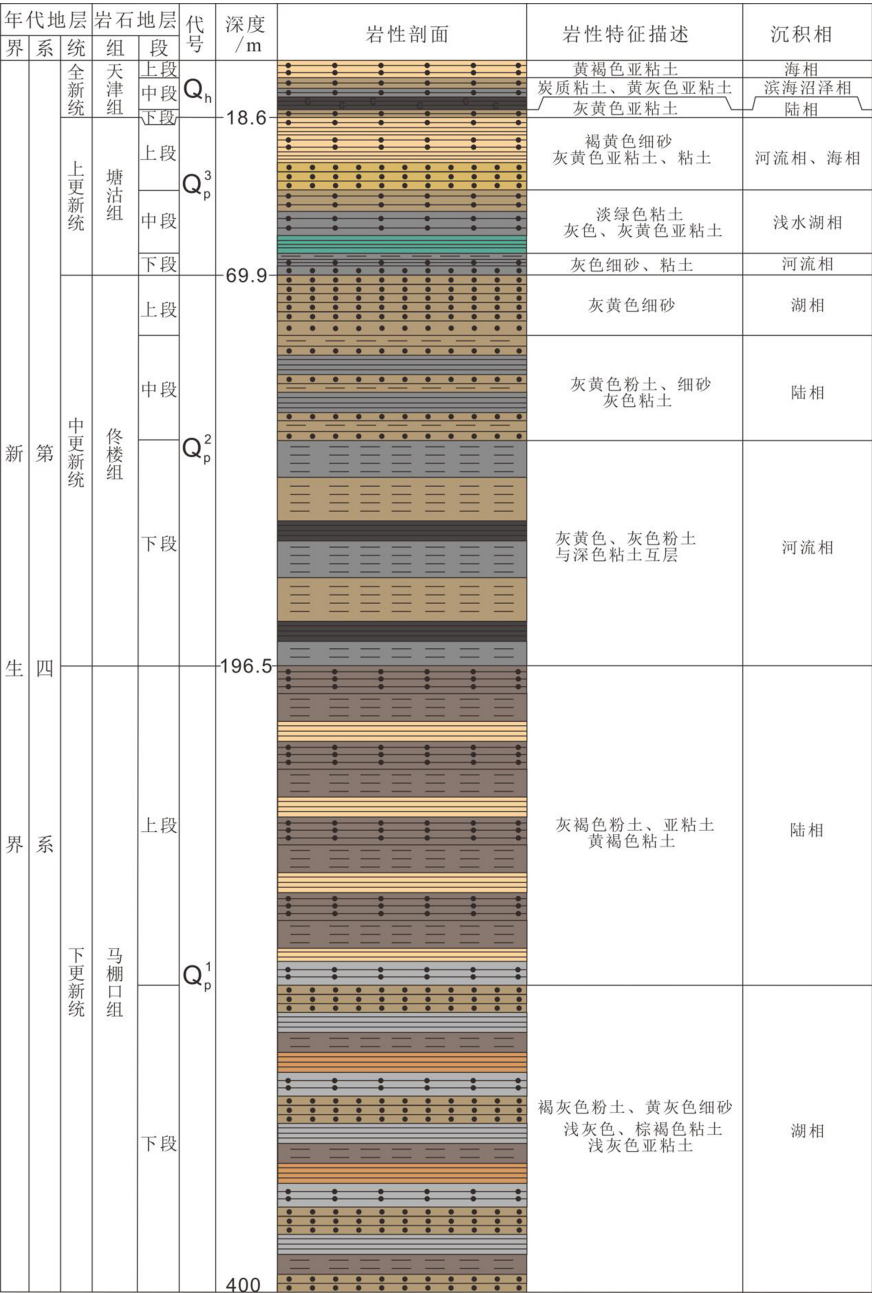 年代地层 岩石地层 代号 深度/m 岩性剖面 岩性特征描述 沉积相
界 系 统 组 段
新生界
第四系
全新统 天津组 Qh
上段 黄褐色亚粘土 海相
中段 炭质粘土、黄灰色亚粘土 滨海沼泽相
下段 灰黄色亚粘土 陆相
18.6
上更新统 塘沽组 Qp3
上段 褐黄色细砂
灰黄色亚粘土、粘土 河流相、海相
中段 淡绿色粘土
灰色、灰黄色亚粘土 浅水湖相
下段 灰色细砂、粘土 河流相
69.9
中更新统 佟楼组 Qp2
上段 灰黄色细砂 湖相
中段 灰黄色粉土、细砂
灰色粘土 陆相
下段 灰黄色、灰色粉土
与深色粘土互层 河流相
196.5
下更新统 马棚口组 Qp1
上段 灰褐色粉土、亚粘土
黄褐色粘土 陆相
下段 褐灰色粉土、黄灰色细砂
浅灰色、棕褐色粘土
浅灰色亚粘土 湖相
400